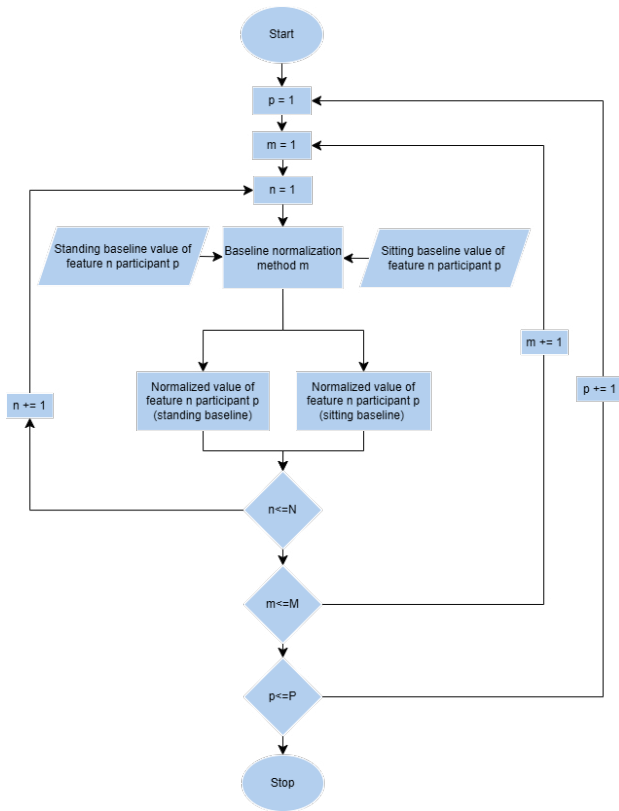 Start
p = 1
m = 1
n = 1
Standing baseline value of
feature n participant p
Baseline normalization
method m
Sitting baseline value of
feature n participant p
m += 1
p += 1
n += 1
Normalized value of
feature n participant p
(standing baseline)
Normalized value of
feature n participant p
(sitting baseline)
n<=N
m<=M
p<=P
Stop